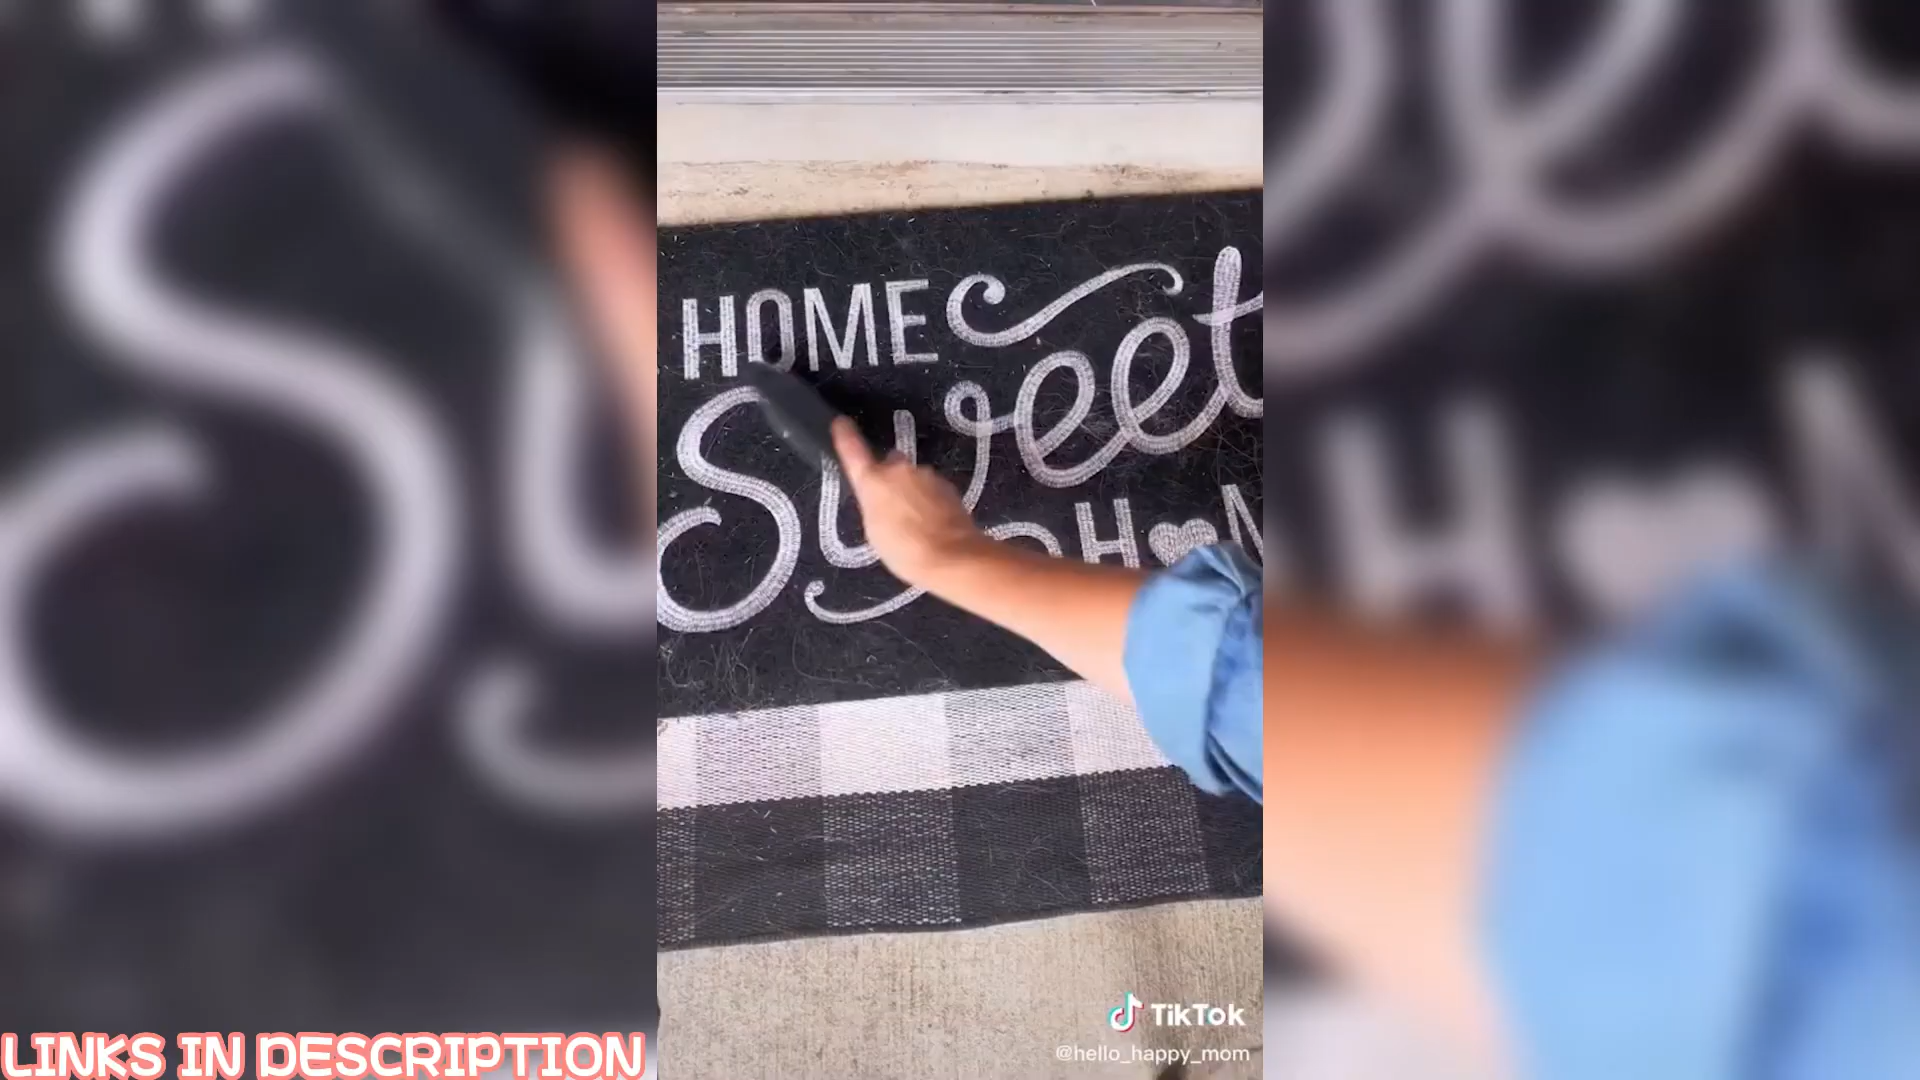 HOME
Sweet
H♥M
TikTok
@hello_happy_mom
LINKS IN DESCRIPTION